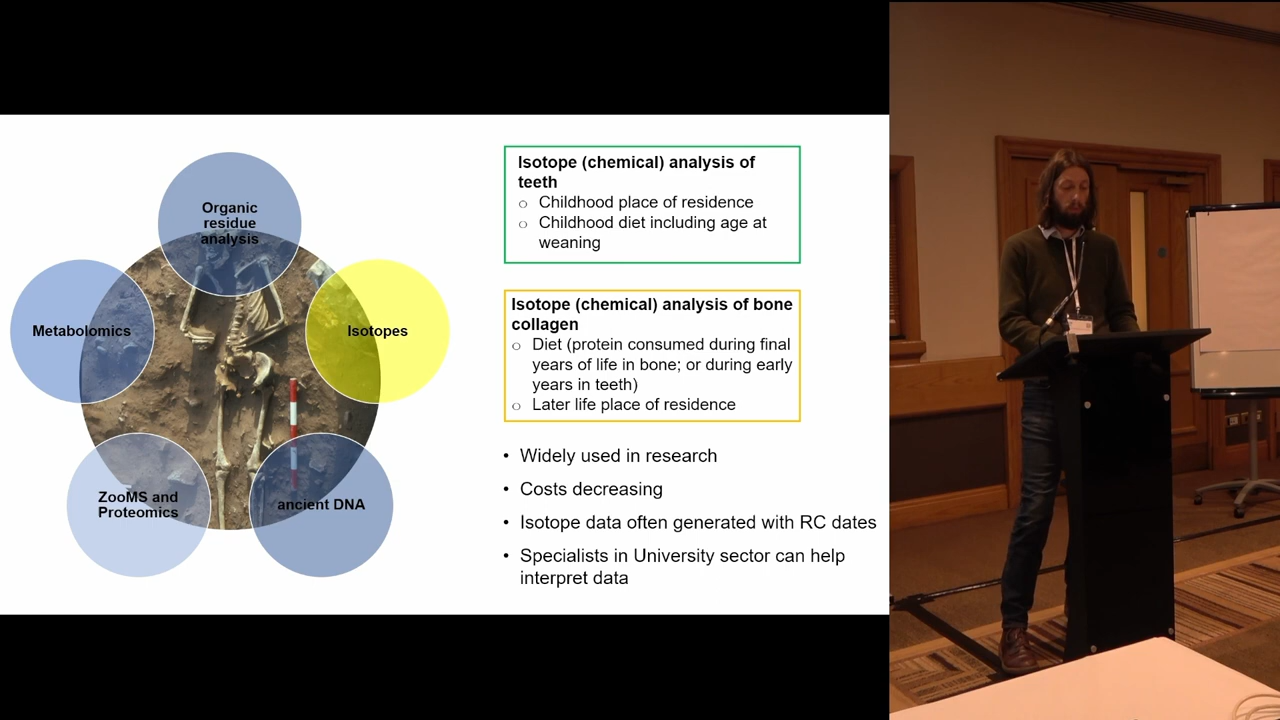 Organic
residue
analysis
Metabolomics
Isotopes
ZooMS and
Proteomics
ancient DNA
Isotope (chemical) analysis of
teeth
o Childhood place of residence
o Childhood diet including age at
weaning
Isotope (chemical) analysis of bone
collagen
o Diet (protein consumed during final
years of life in bone; or during early
years in teeth)
o Later life place of residence
• Widely used in research
• Costs decreasing
• Isotope data often generated with RC dates
• Specialists in University sector can help
interpret data